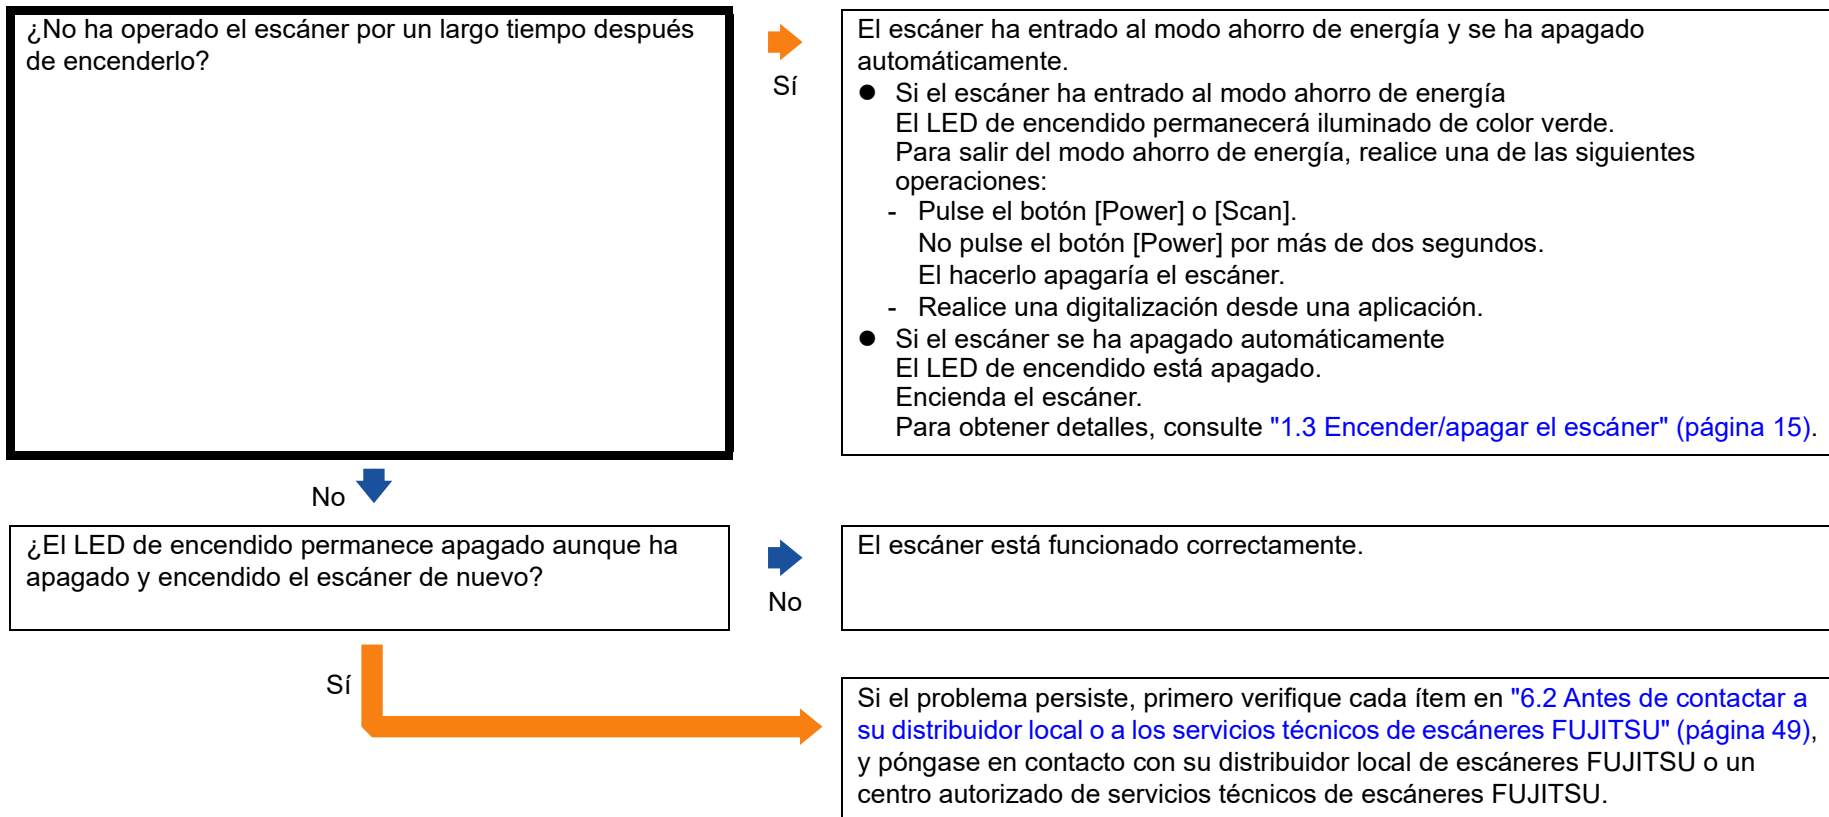 ¿No ha operado el escáner por un largo tiempo después
de encenderlo?
Sí
El escáner ha entrado al modo ahorro de energía y se ha apagado
automáticamente.
● Si el escáner ha entrado al modo ahorro de energía
El LED de encendido permanecerá iluminado de color verde.
Para salir del modo ahorro de energía, realice una de las siguientes
operaciones:
- Pulse el botón [Power] o [Scan].
No pulse el botón [Power] por más de dos segundos.
El hacerlo apagaría el escáner.
- Realice una digitalización desde una aplicación.
● Si el escáner se ha apagado automáticamente
El LED de encendido está apagado.
Encienda el escáner.
Para obtener detalles, consulte "1.3 Encender/apagar el escáner" (página 15).
No
¿El LED de encendido permanece apagado aunque ha
apagado y encendido el escáner de nuevo?
No
El escáner está funcionado correctamente.
Sí
Si el problema persiste, primero verifique cada ítem en "6.2 Antes de contactar a
su distribuidor local o a los servicios técnicos de escáneres FUJITSU" (página 49),
y póngase en contacto con su distribuidor local de escáneres FUJITSU o un
centro autorizado de servicios técnicos de escáneres FUJITSU.